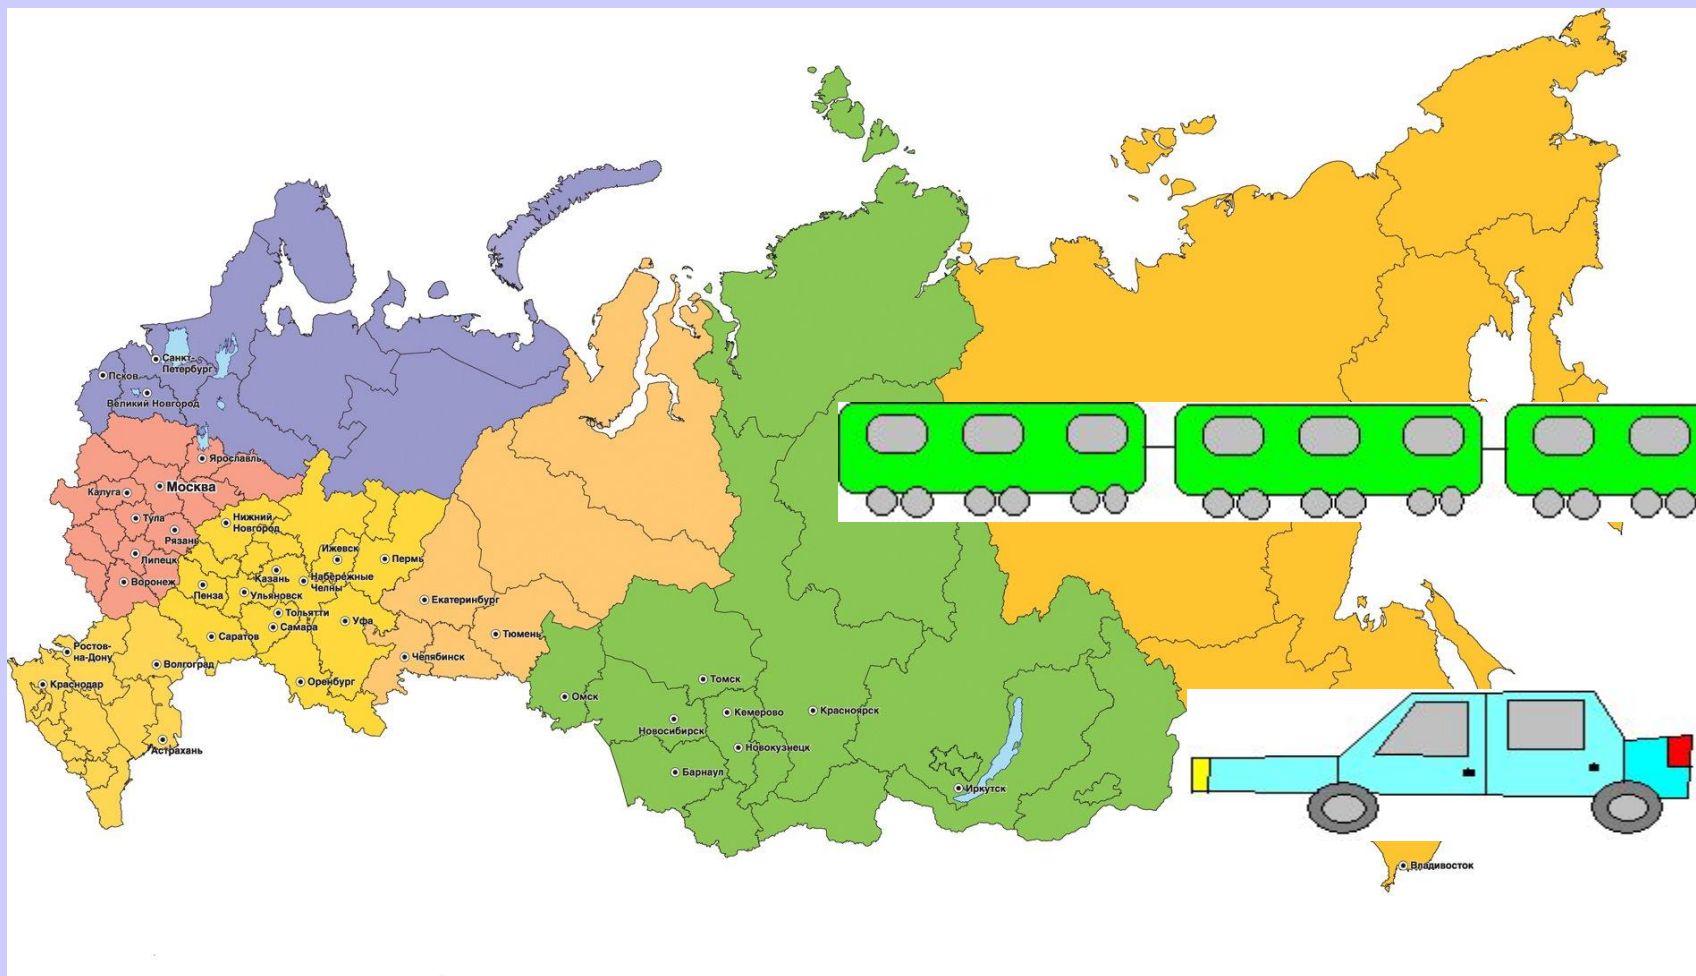 Санкт-
Петербург
Псков
Великий Новгород
Ярославль
Москва
Калуга
Тула
Рязань
Нижний
Новгород
Липецк
Воронеж
Ижевск
Пермь
Казань
Набережные
Челны
Пенза
Ульяновск
Тольятти
Самара
Уфа
Саратов
Оренбург
Екатеринбург
Тюмень
Челябинск
Ростов-
на-Дону
Волгоград
Краснодар
Астрахань
Омск
Томск
Новосибирск
Кемерово
Красноярск
Новокузнецк
Барнаул
Иркутск
Владивосток